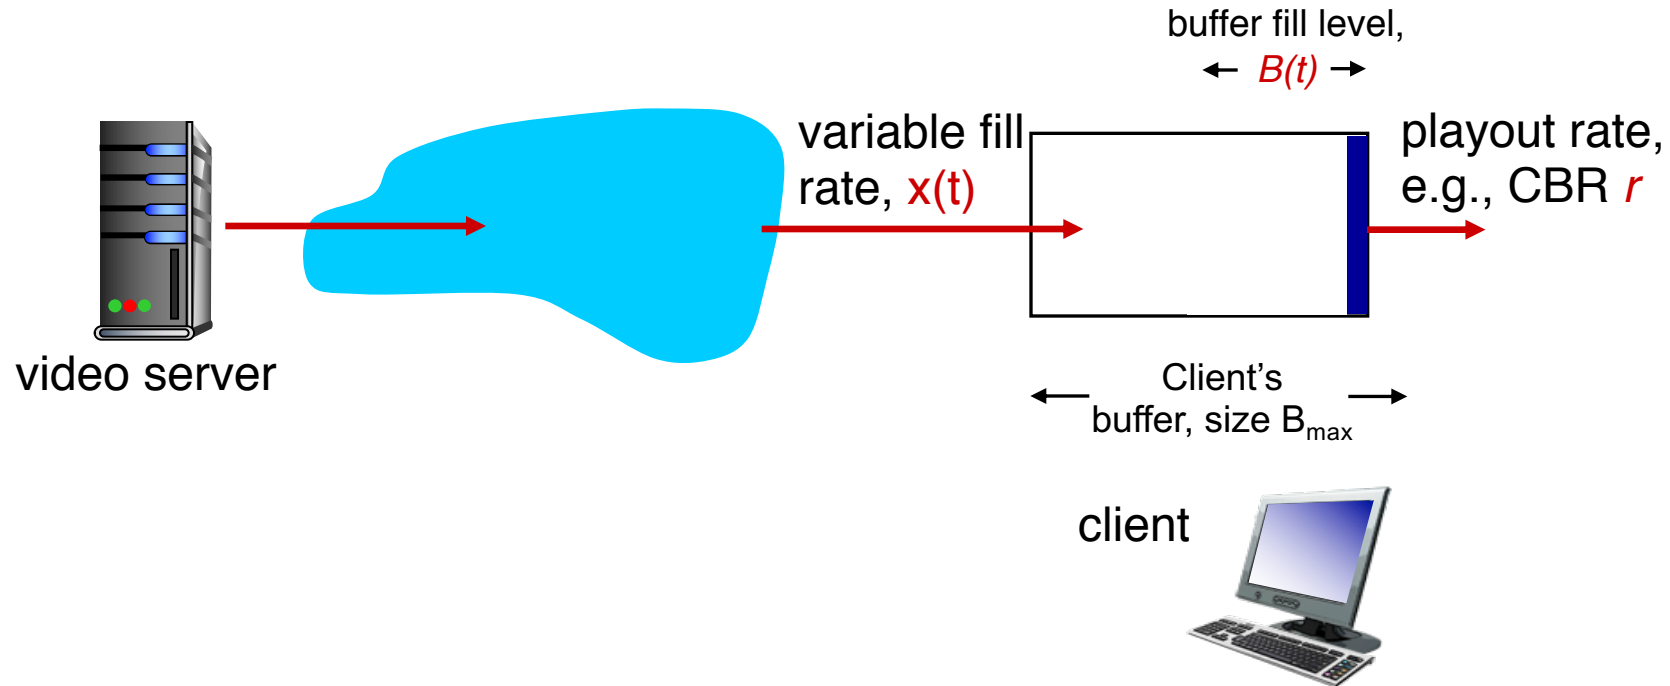 buffer fill level,
B(t)
variable fill
rate, x(t)
playout rate,
e.g., CBR r
video server
Client’s
buffer, size Bmax
client